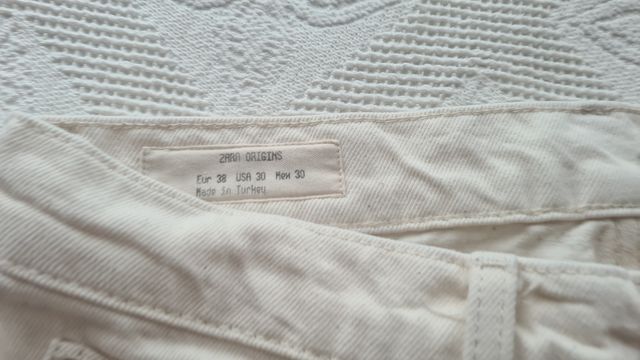 ZARA ORIGINS
Eur 38 USA 30 Mex 30
Made in Turkey